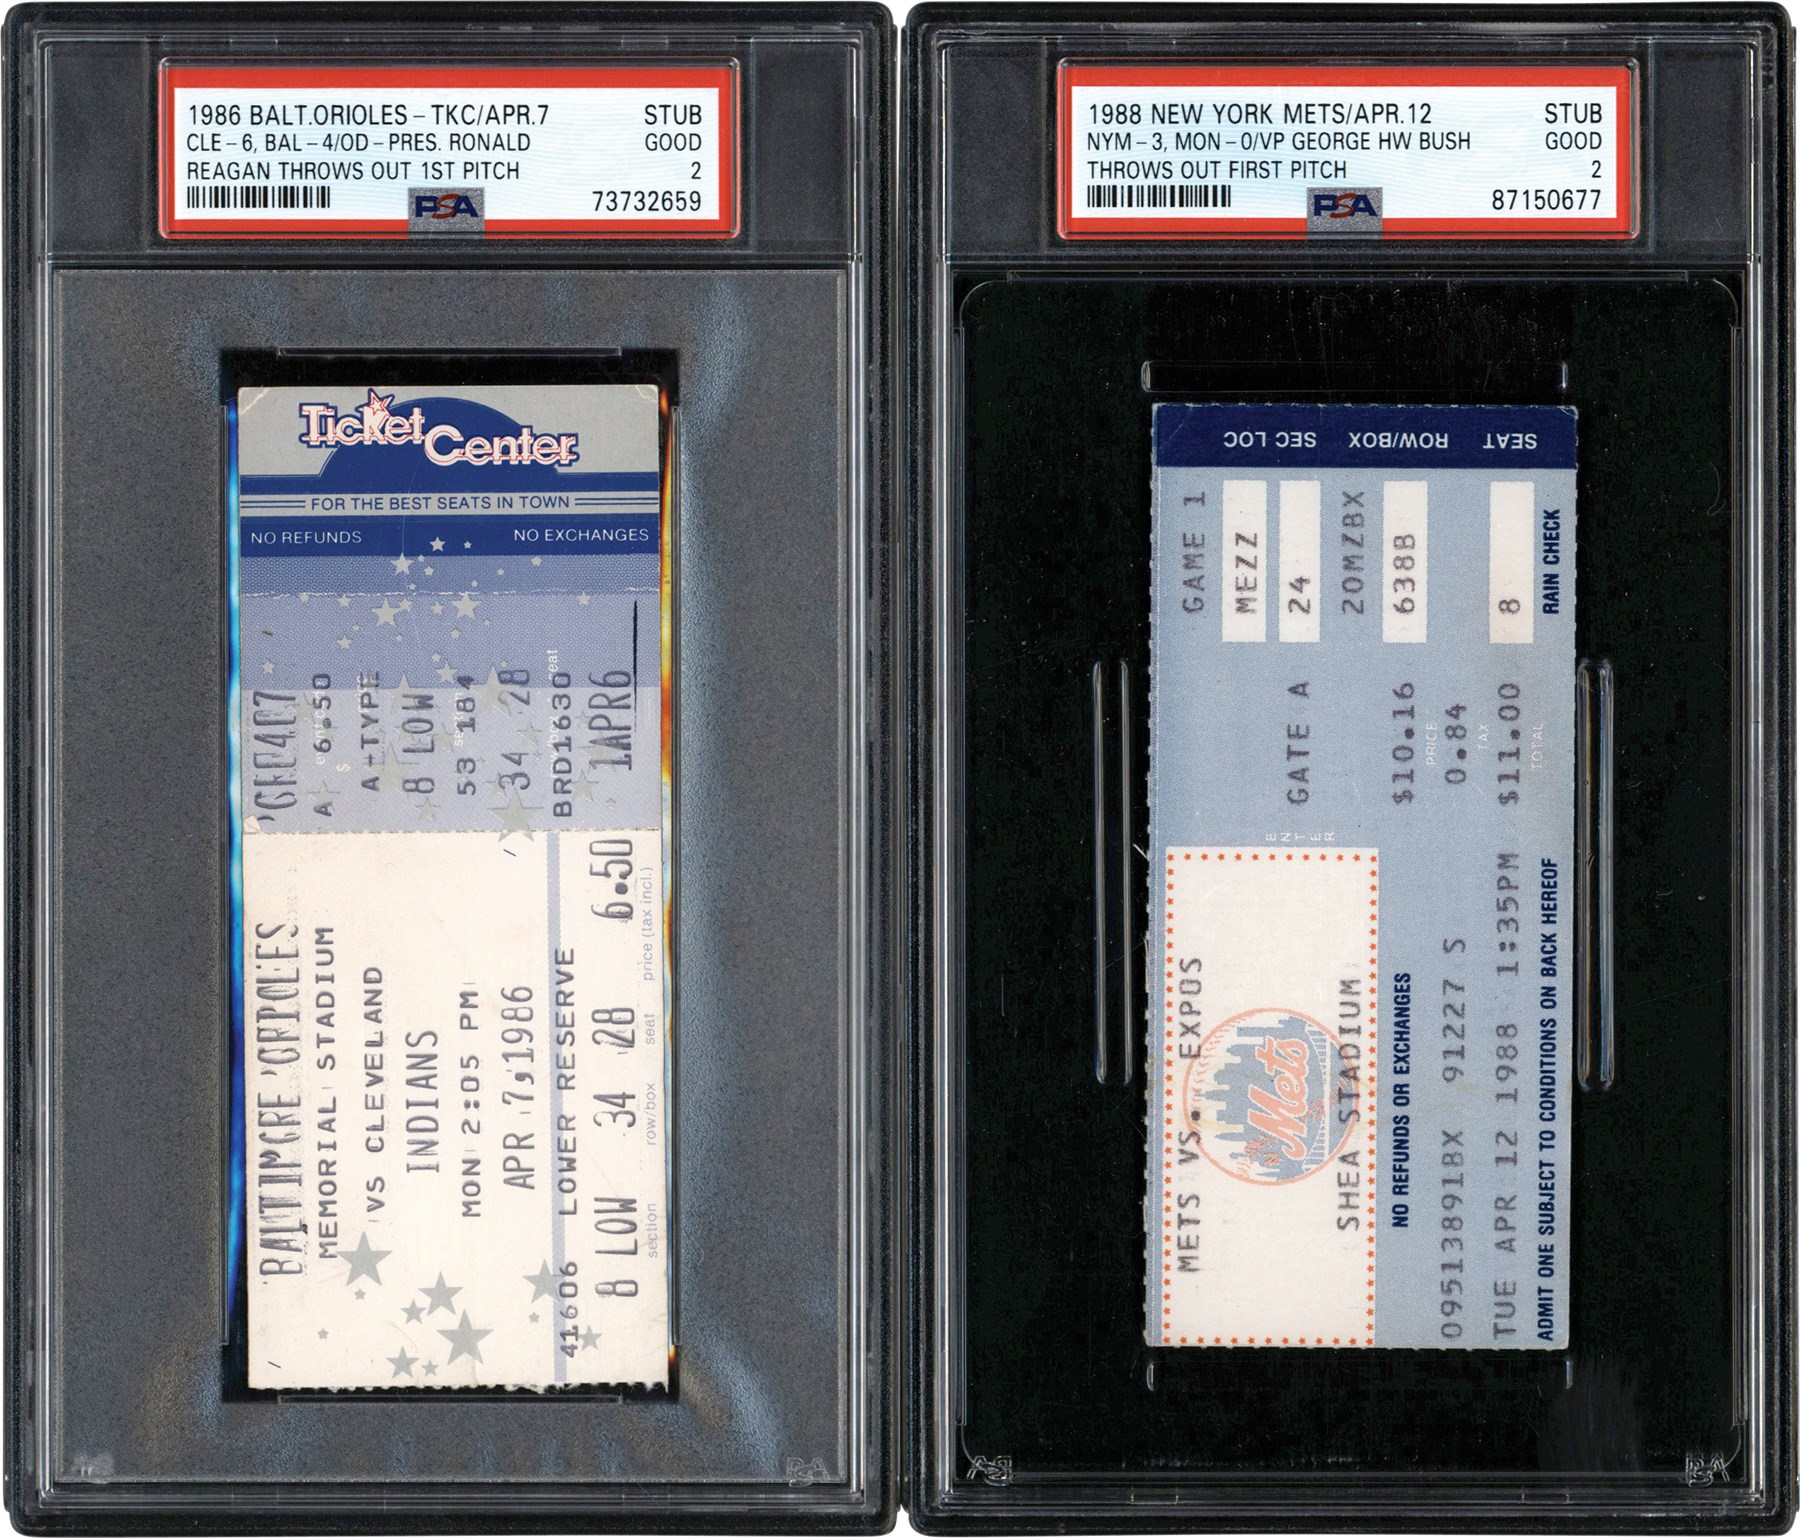 1986 BALT.ORIOLES-TKC/APR.7 STUB
CLE-6, BAL-4/OD-PRES. RONALD GOOD
REAGAN THROWS OUT 1ST PITCH 2
PSA 73732659
Ticket Center
FOR THE BEST SEATS IN TOWN
NO REFUNDS NO EXCHANGES
A 6.50
$
A-TYPE
8 LOW
53 184
34 28
BRD1630
1APR6
BALTIMORE ORIOLES
MEMORIAL STADIUM
VS CLEVELAND
INDIANS
MON 2:05 PM
APR 7,1986
41606 LOWER RESERVE
8 LOW 34 28 6.50
section row/box seat price (tax incl.)
1988 NEW YORK METS/APR.12 STUB
NYM-3, MON-0/VP GEORGE HW BUSH GOOD
THROWS OUT FIRST PITCH 2
PSA 87150677
SEC LOC ROW/BOX SEAT
GAME 1
MEZZ
24
20MZBX
638B
8
RAIN CHECK
ENTER
GATE A
$10.16
PRICE
0.84
TAX
$11.00
TOTAL
METS VS. EXPOS
Mets
SHEA STADIUM
NO REFUNDS OR EXCHANGES
09513891BX 91227 S
TUE APR 12 1988 1:35PM
ADMIT ONE SUBJECT TO CONDITIONS ON BACK HEREOF